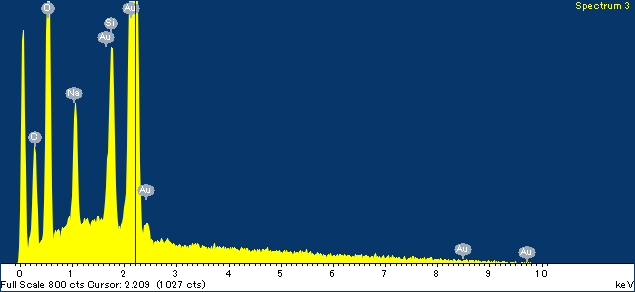 Spectrum 3
O Au
Si
Au
Na
C
Au
Au Au
0 1 2 3 4 5 6 7 8 9 10
Full Scale 800 cts Cursor: 2.209 (1027 cts) keV